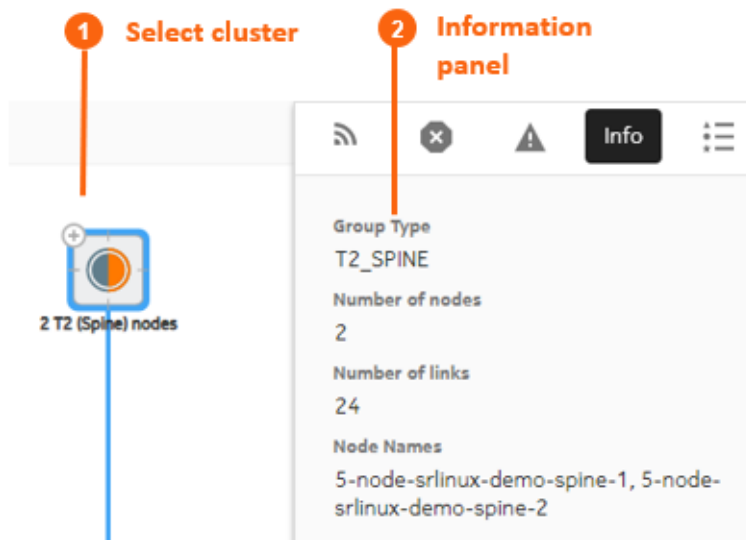 1 Select cluster
2 Information
panel
Info
2 T2 (Spine) nodes
Group Type
T2_SPINE
Number of nodes
2
Number of links
24
Node Names
5-node-srlinux-demo-spine-1, 5-node-
srlinux-demo-spine-2